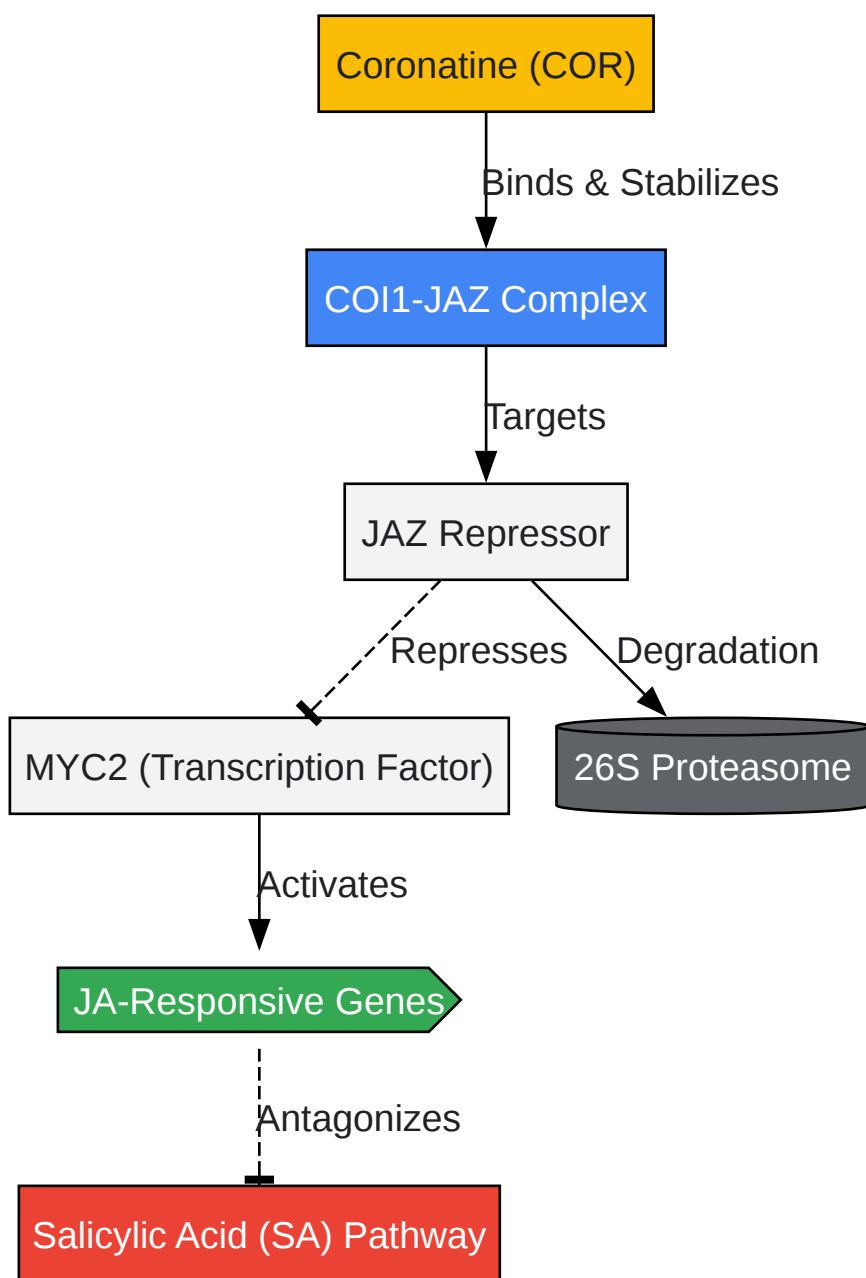 Coronatine (COR)
Binds & Stabilizes
COI1-JAZ Complex
Targets
JAZ Repressor
Represses
Degradation
MYC2 (Transcription Factor)
26S Proteasome
Activates
JA-Responsive Genes
Antagonizes
Salicylic Acid (SA) Pathway